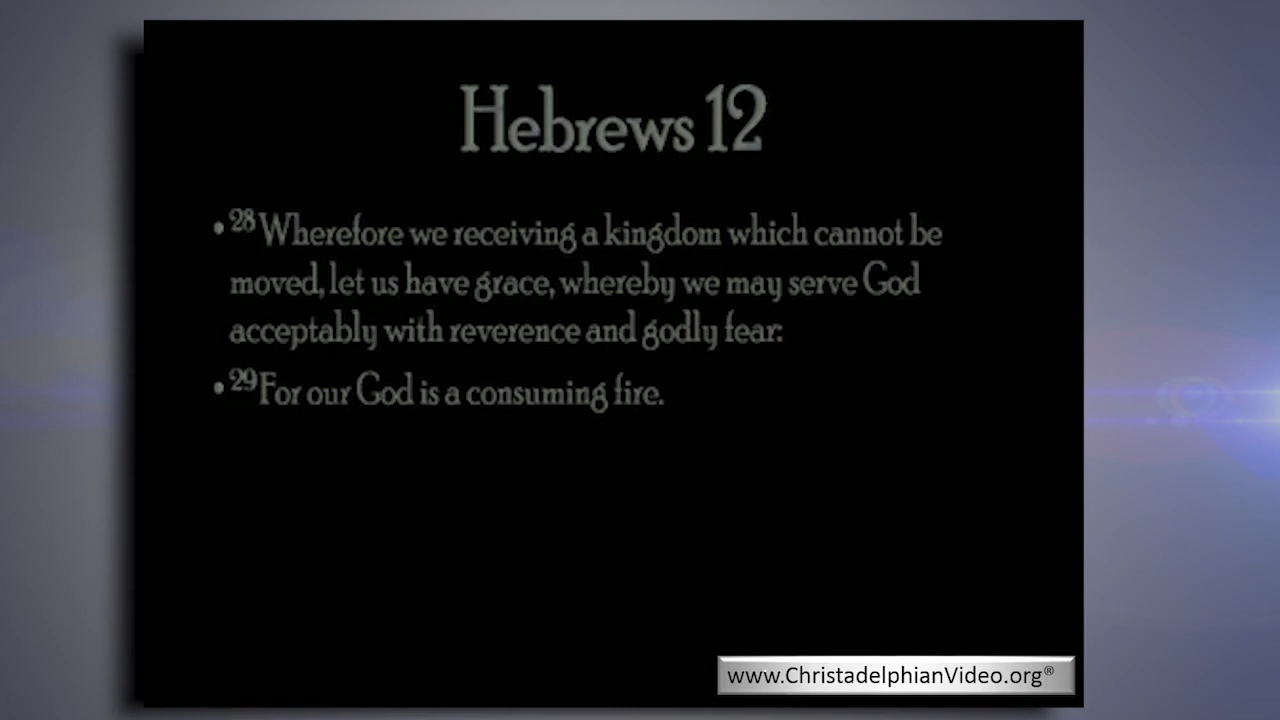 Hebrews 12
• 28 Wherefore we receiving a kingdom which cannot be
moved, let us have grace, whereby we may serve God
acceptably with reverence and godly fear:
• 29 For our God is a consuming fire.
www.ChristadelphianVideo.org®